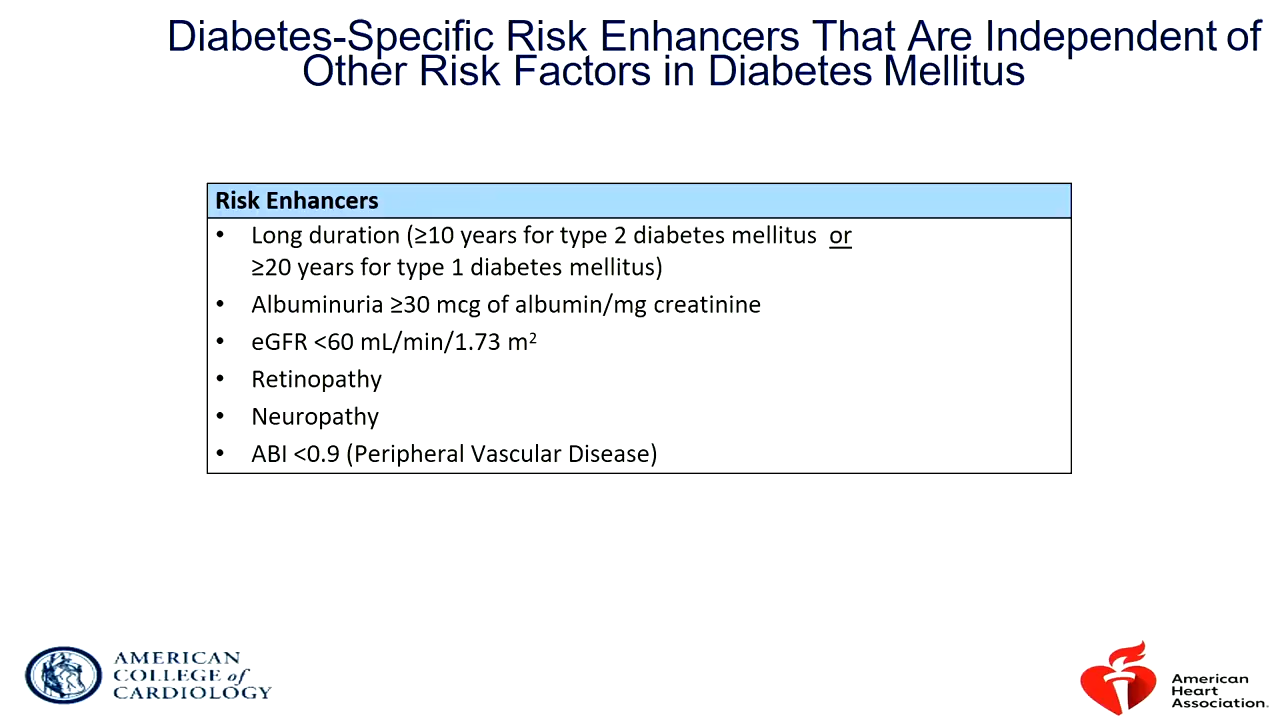 Diabetes-Specific Risk Enhancers That Are Independent of
Other Risk Factors in Diabetes Mellitus
Risk Enhancers
• Long duration (≥10 years for type 2 diabetes mellitus or
≥20 years for type 1 diabetes mellitus)
• Albuminuria ≥30 mcg of albumin/mg creatinine
• eGFR <60 mL/min/1.73 m²
• Retinopathy
• Neuropathy
• ABI <0.9 (Peripheral Vascular Disease)
AMERICAN
COLLEGE of
CARDIOLOGY
American
Heart
Association.